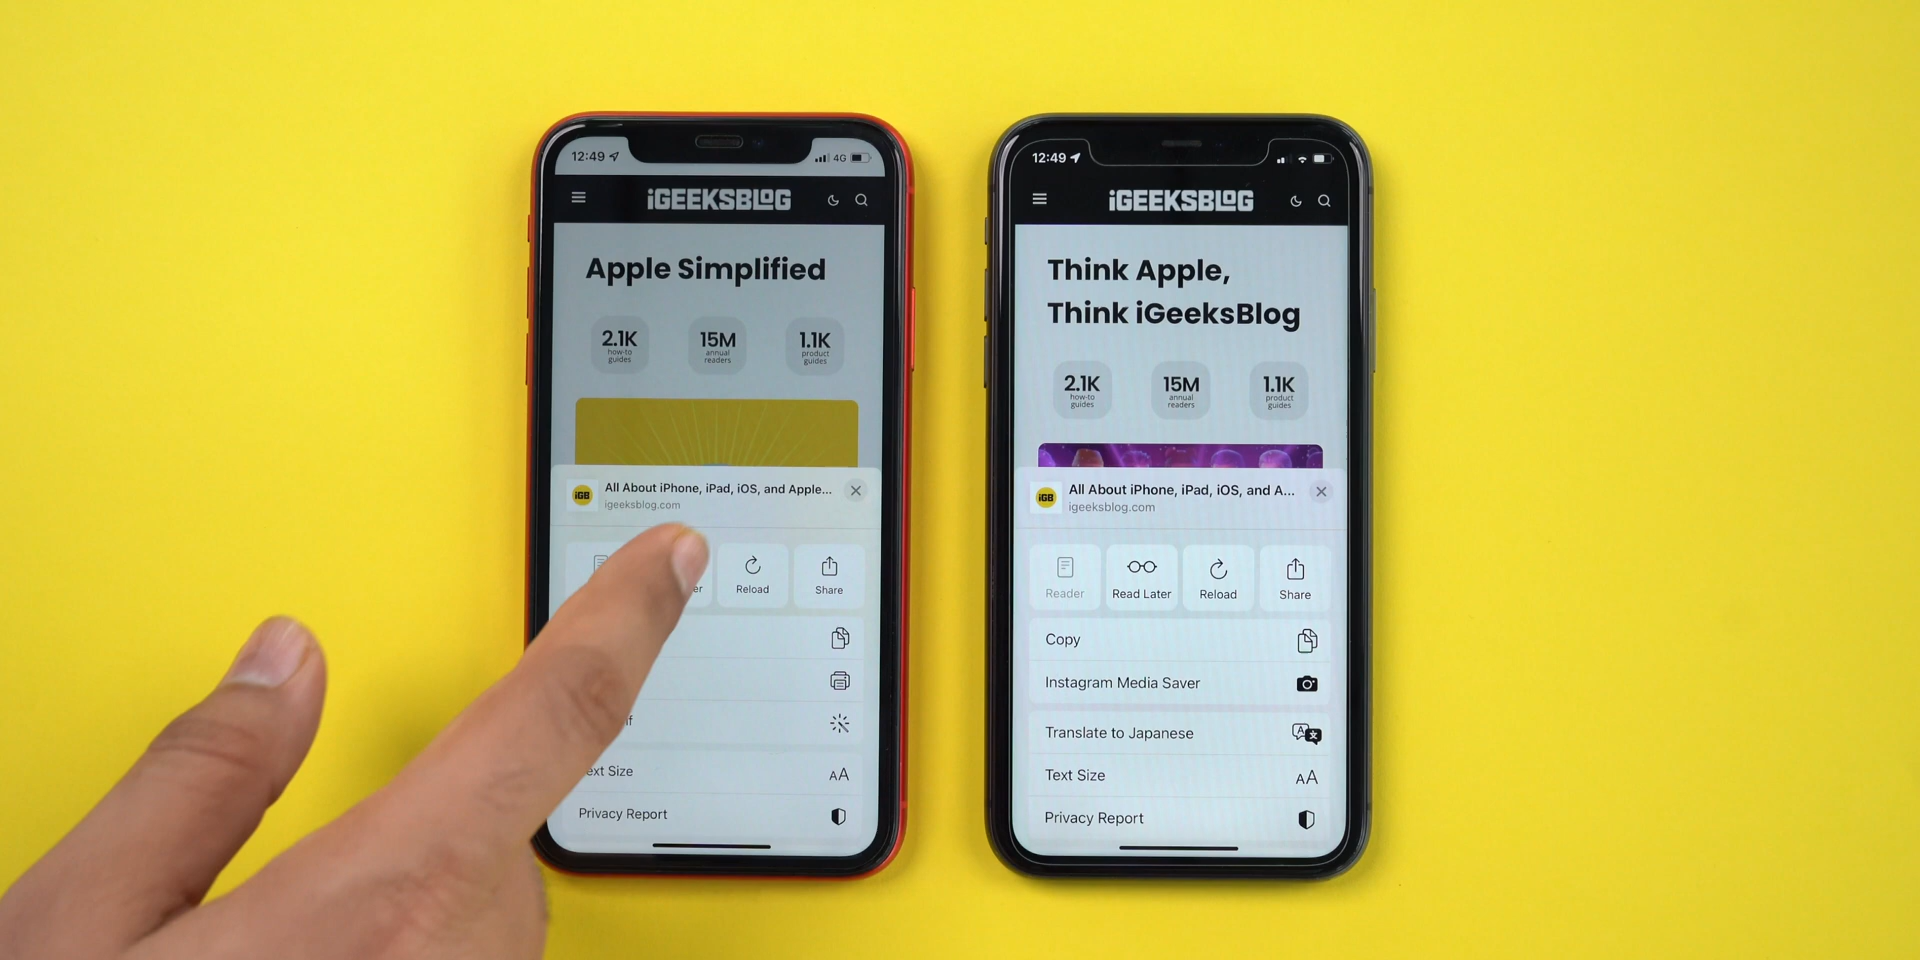 12:49
4G
iGEEKSBLOG
Apple Simplified
2.1K
how-to
guides
15M
annual
readers
1.1K
product
guides
iGB
All About iPhone, iPad, iOS, and Apple...
igeeksblog.com
Reload
Share
AA
Privacy Report
12:49
iGEEKSBLOG
Think Apple,
Think iGeeksBlog
2.1K
how-to
guides
15M
annual
readers
1.1K
product
guides
iGB
All About iPhone, iPad, iOS, and A...
igeeksblog.com
Reader
Read Later
Reload
Share
Copy
Instagram Media Saver
Translate to Japanese
A文
Text Size
AA
Privacy Report